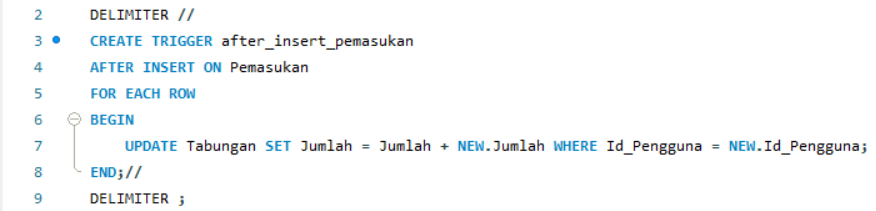 2 DELIMITER //
3 CREATE TRIGGER after_insert_pemasukan
4 AFTER INSERT ON Pemasukan
5 FOR EACH ROW
6 BEGIN
7 UPDATE Tabungan SET Jumlah = Jumlah + NEW.Jumlah WHERE Id_Pengguna = NEW.Id_Pengguna;
8 END;//
9 DELIMITER ;